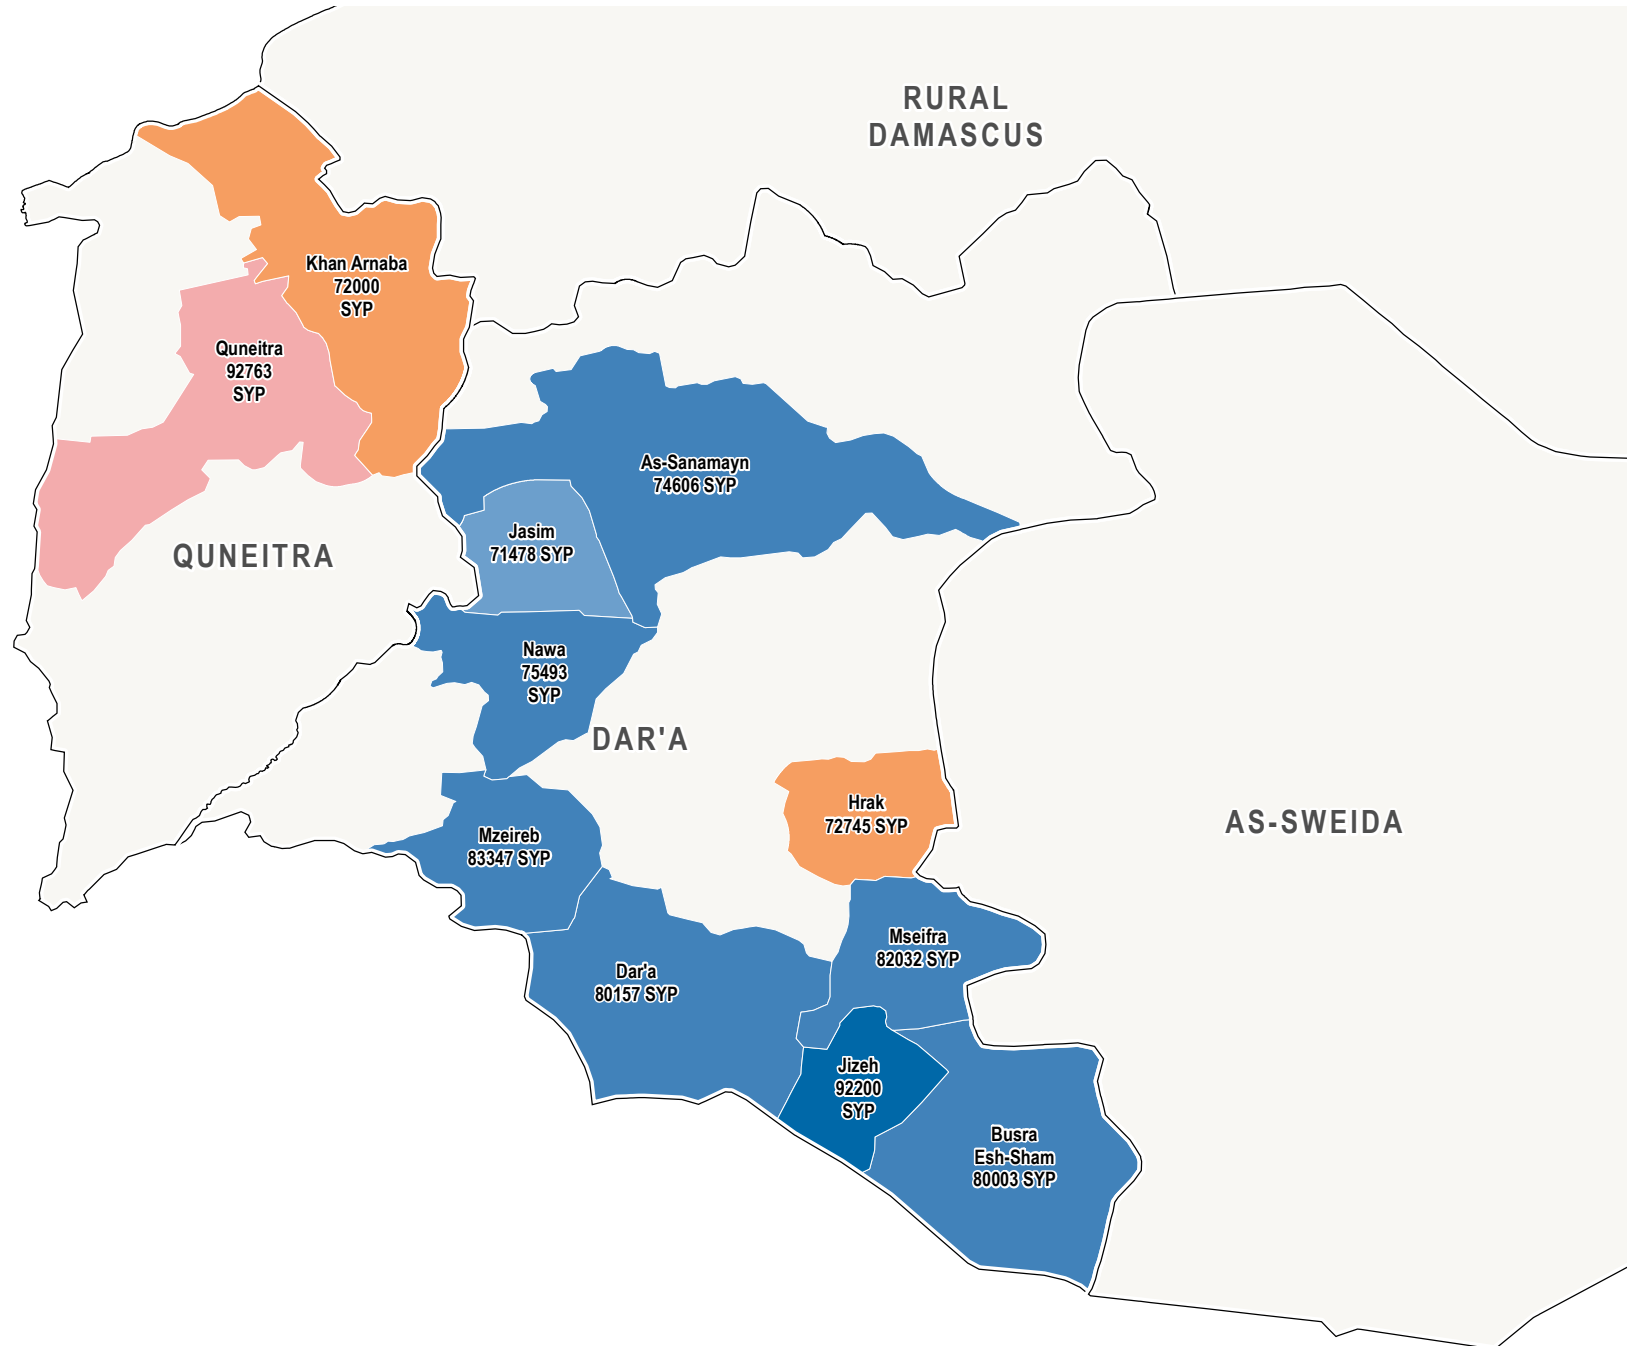 RURAL
DAMASCUS
Khan Arnaba
72000
SYP
Quneitra
92763
SYP
As-Sanamayn
74606 SYP
Jasim
71478 SYP
QUNEITRA
Nawa
75493
SYP
DAR'A
Hrak
72745 SYP
AS-SWEIDA
Mzeireb
83347 SYP
Mseifra
82032 SYP
Dar'a
80157 SYP
Jizeh
92200
SYP
Busra
Esh-Sham
80003 SYP